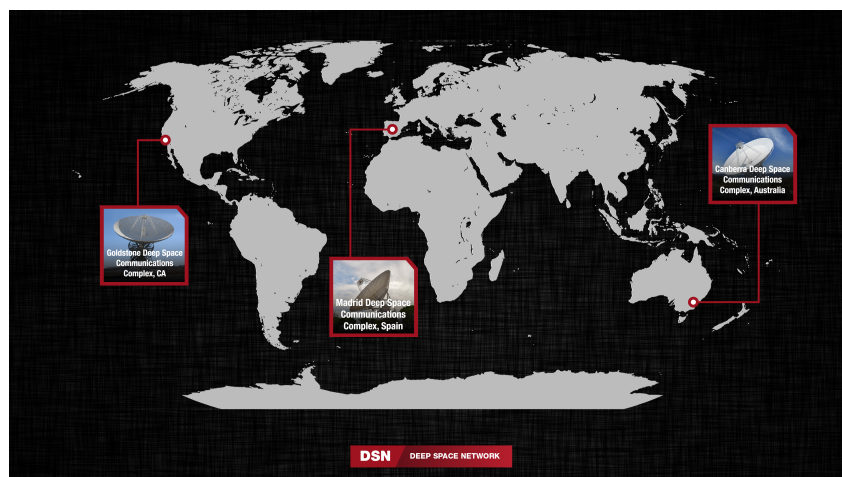 Goldstone Deep Space
Communications
Complex, CA
Madrid Deep Space
Communications
Complex, Spain
Canberra Deep Space
Communications
Complex, Australia
DSN DEEP SPACE NETWORK